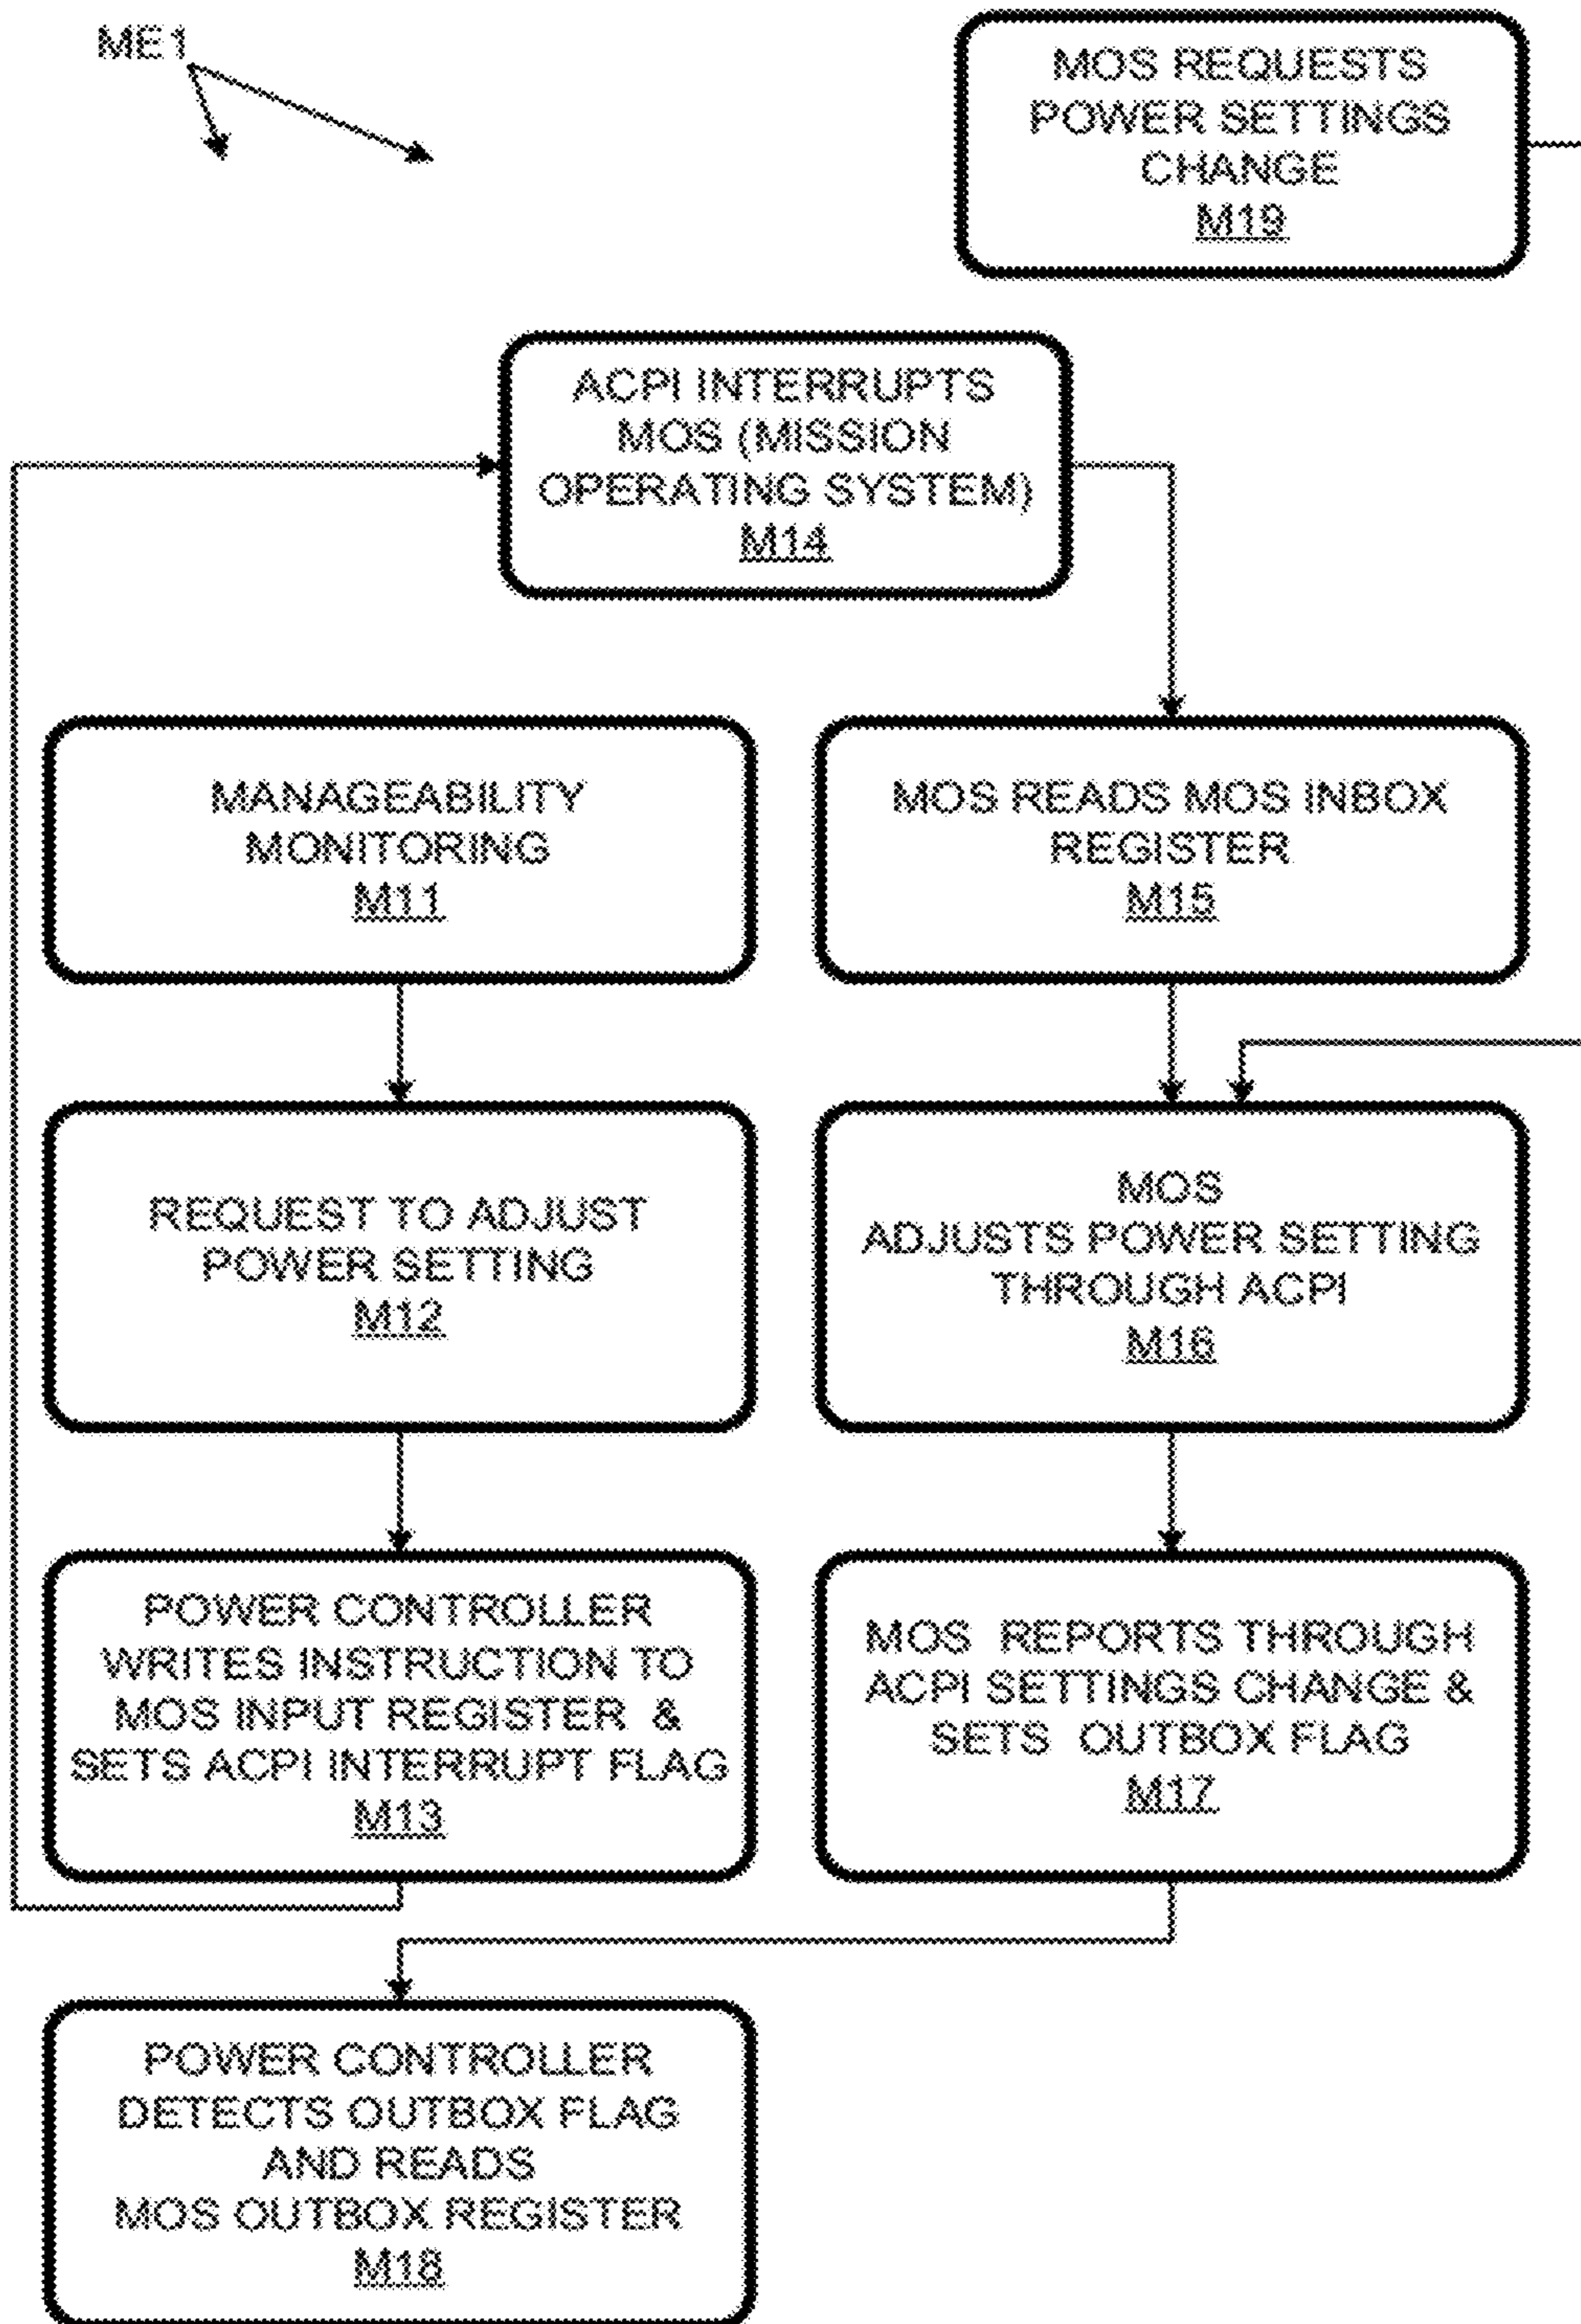 ME1
MOS REQUESTS
POWER SETTINGS
CHANGE
M19
ACPI INTERRUPTS
MOS (MISSION
OPERATING SYSTEM)
M14
MANAGEABILITY
MONITORING
M11
MOS READS MOS INBOX
REGISTER
M15
REQUEST TO ADJUST
POWER SETTING
M12
MOS
ADJUSTS POWER SETTING
THROUGH ACPI
M16
POWER CONTROLLER
WRITES INSTRUCTION TO
MOS INPUT REGISTER &
SETS ACPI INTERRUPT FLAG
M13
MOS REPORTS THROUGH
ACPI SETTINGS CHANGE &
SETS OUTBOX FLAG
M17
POWER CONTROLLER
DETECTS OUTBOX FLAG
AND READS
MOS OUTBOX REGISTER
M18